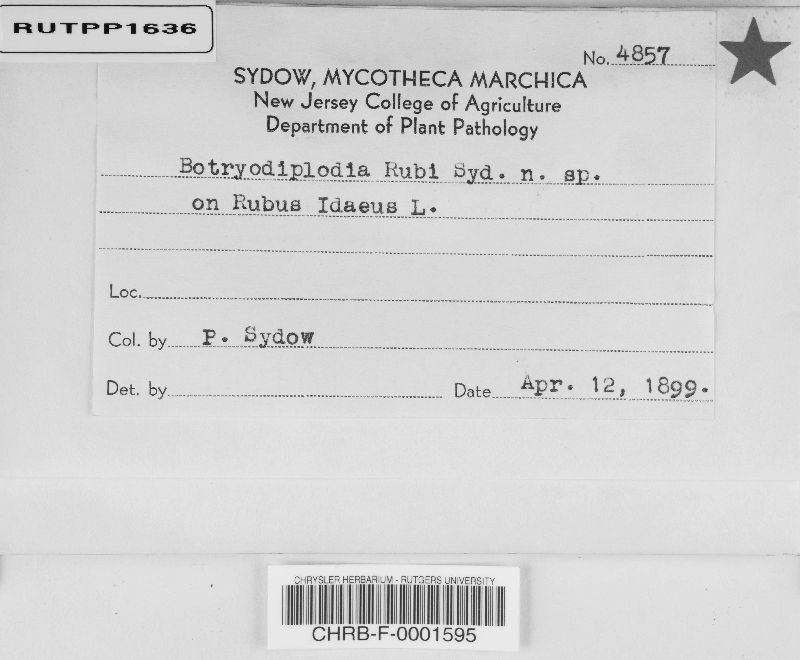 RUTPP1636
No. 4857
SYDOW, MYCOTHECA MARCHICA
New Jersey College of Agriculture
Department of Plant Pathology
Botryodiplodia Rubi Syd. n. sp.
on Rubus Idaeus L.
Loc.
Col. by P. Sydow
Det. by Date Apr. 12, 1899.
CHRYSLER HERBARIUM - RUTGERS UNIVERSITY
CHRB-F-0001595